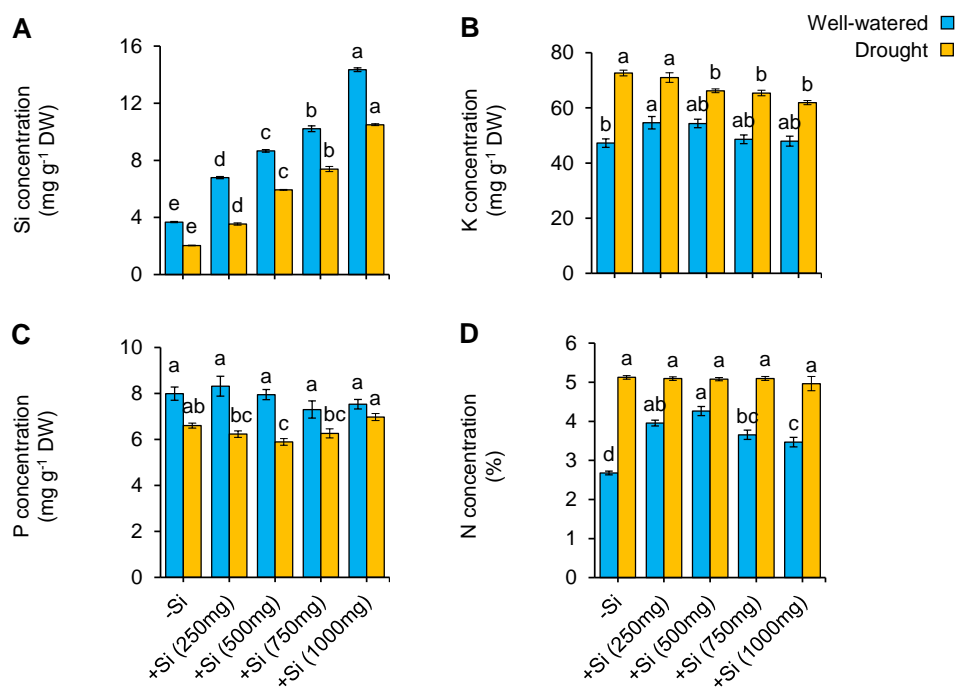 Well-watered
Drought
A
Si concentration
(mg g⁻¹ DW)
16
12
8
4
0
e
e
d
d
c
c
b
b
a
a
B
K concentration
(mg g⁻¹ DW)
80
60
40
20
0
b
a
a
a
ab
b
ab
b
ab
b
C
P concentration
(mg g⁻¹ DW)
10
8
6
4
2
0
a
ab
a
bc
a
c
a
bc
a
a
-Si
+Si (250mg)
+Si (500mg)
+Si (750mg)
+Si (1000mg)
D
N concentration
(%)
6
5
4
3
2
1
0
d
a
ab
a
a
a
bc
a
c
a
-Si
+Si (250mg)
+Si (500mg)
+Si (750mg)
+Si (1000mg)